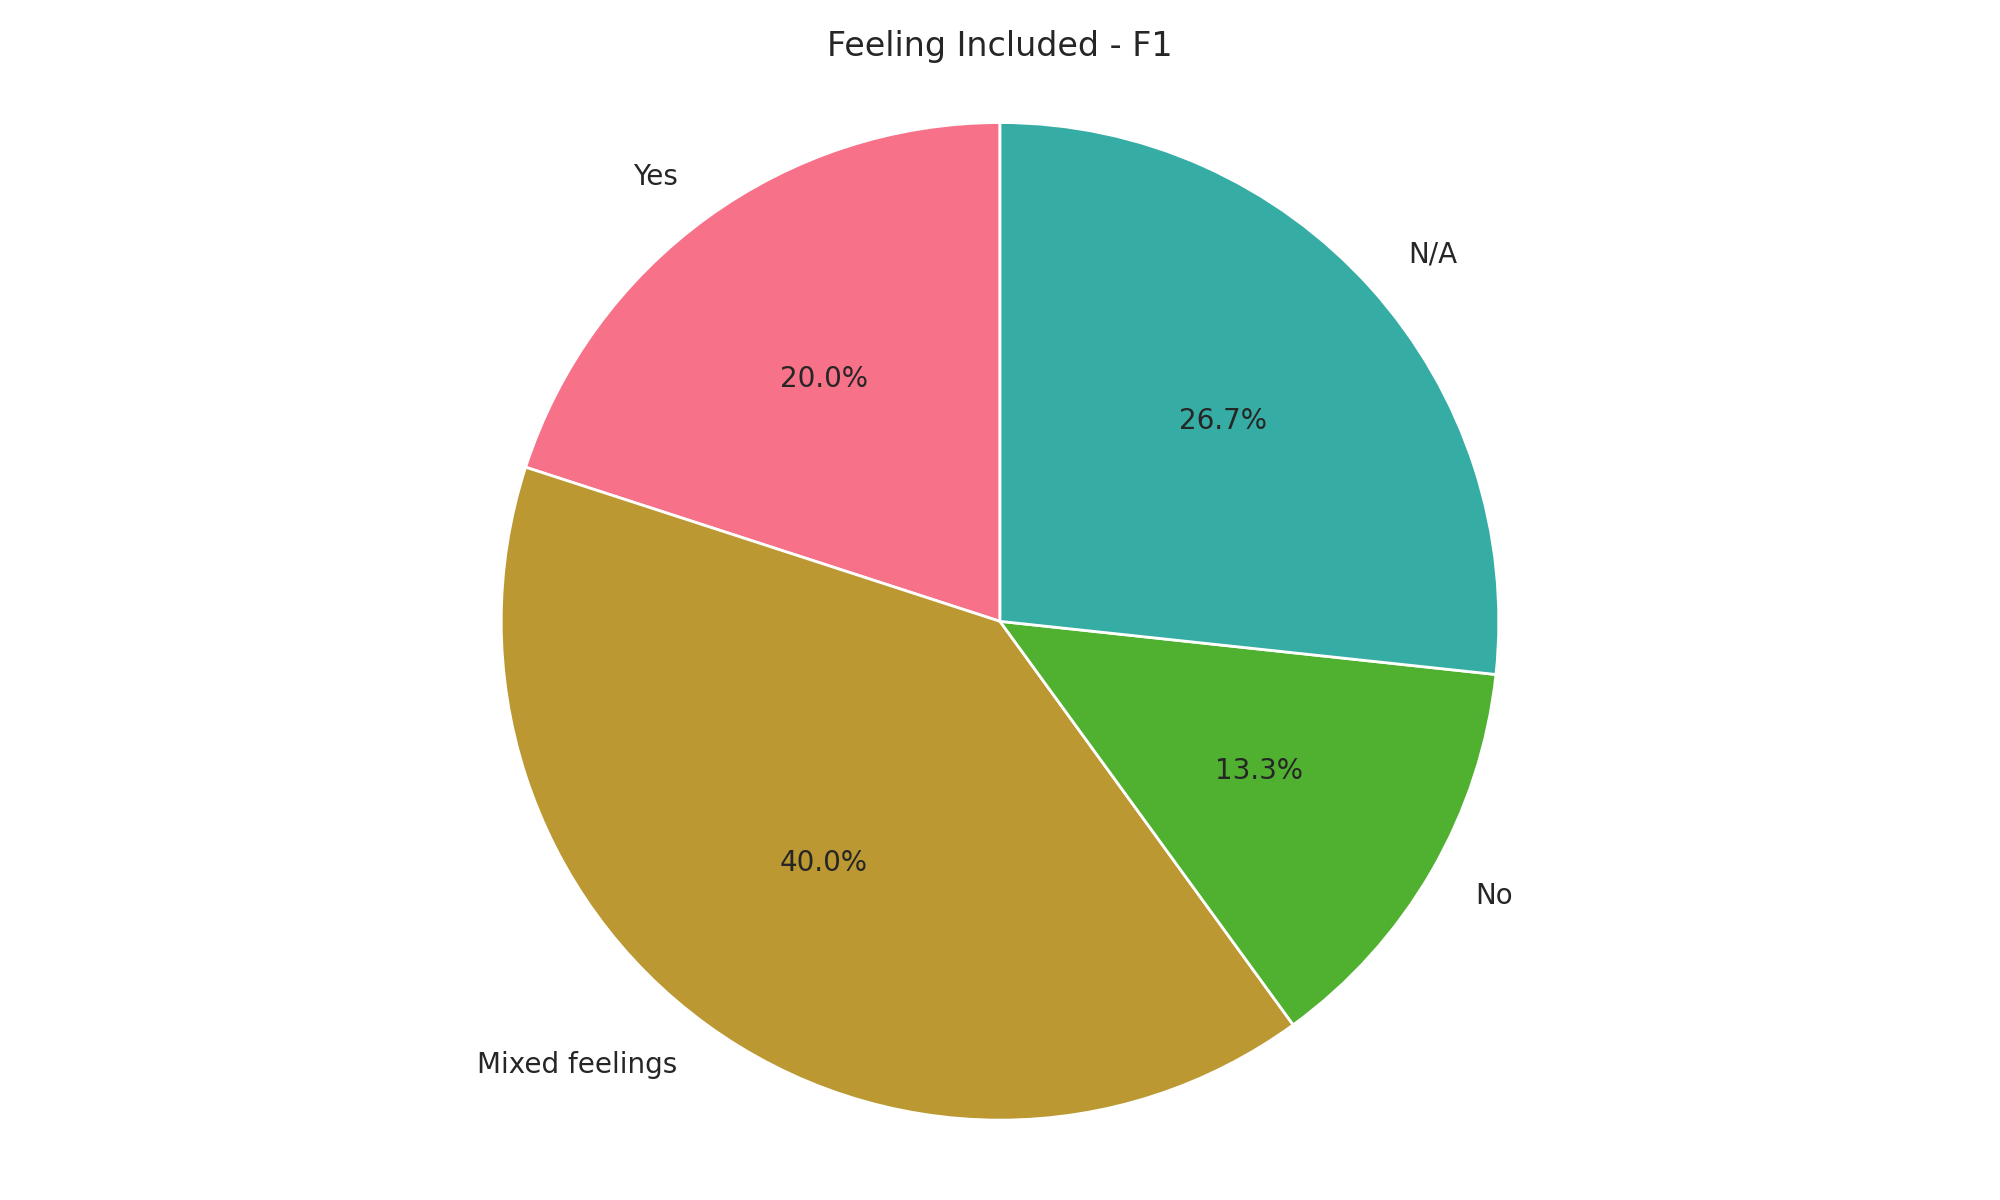 Feeling Included - F1
Yes
N/A
20.0%
26.7%
13.3%
40.0%
No
Mixed feelings